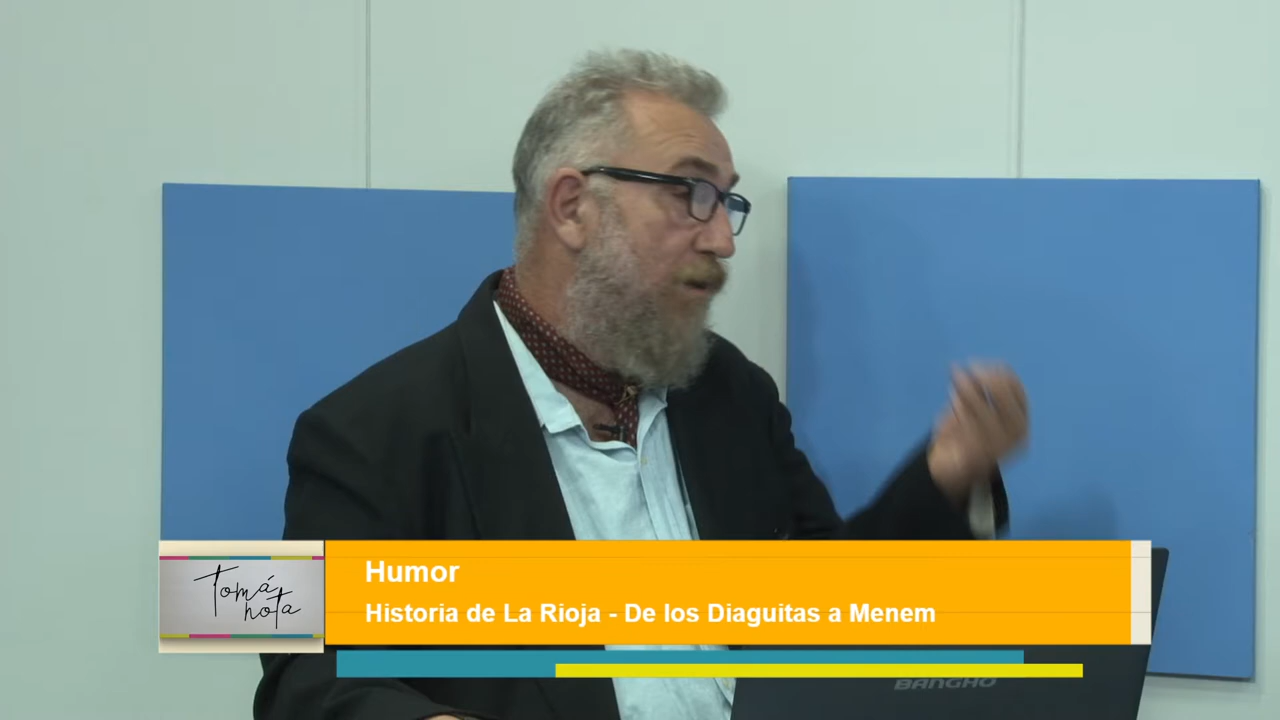 Humor
Historia de La Rioja - De los Diaguitas a Menem
Tomá
nota
BANGHO